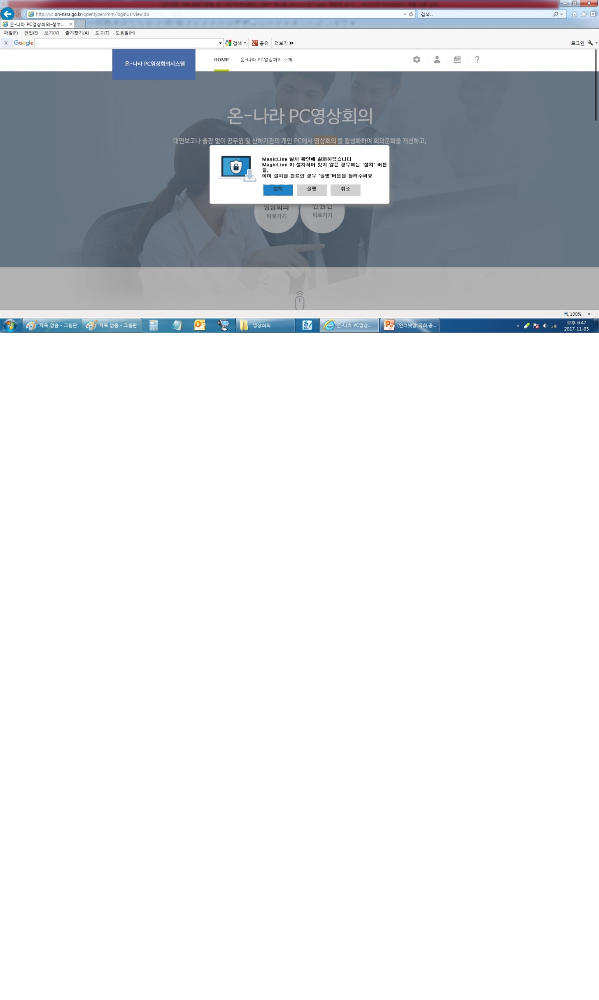 http://vc.on-nara.go.kr/opentype/cmm/loginUsrView.do
검색...
온-나라 PC영상회의-정부...
파일(F) 편집(E) 보기(V) 즐겨찾기(A) 도구(T) 도움말(H)
x Google 검색 공유 더보기 »
로그인
온-나라 PC영상회의시스템
HOME
온-나라 PC영상회의 소개
온-나라 PC영상회의
대면보고나 출장 없이 공무원 및 산하기관의 개인 PC에서 영상회의 를 활성화하여 회의문화를 개선하고,
MagicLine 설치 확인에 실패하였습니다
MagicLine 이 설치되어 있지 않은 경우에는 '설치' 버튼
을,
이미 설치를 완료한 경우 '실행'버튼을 눌러주세요
설치 실행 취소
영상회의
바로가기
민원인
바로가기
100%
제목 없음 - 그림판
제목 없음 - 그림판
영상회의
온-나라 PC영상...
(인터넷망 국회,공...
오후 6:47
2017-11-05